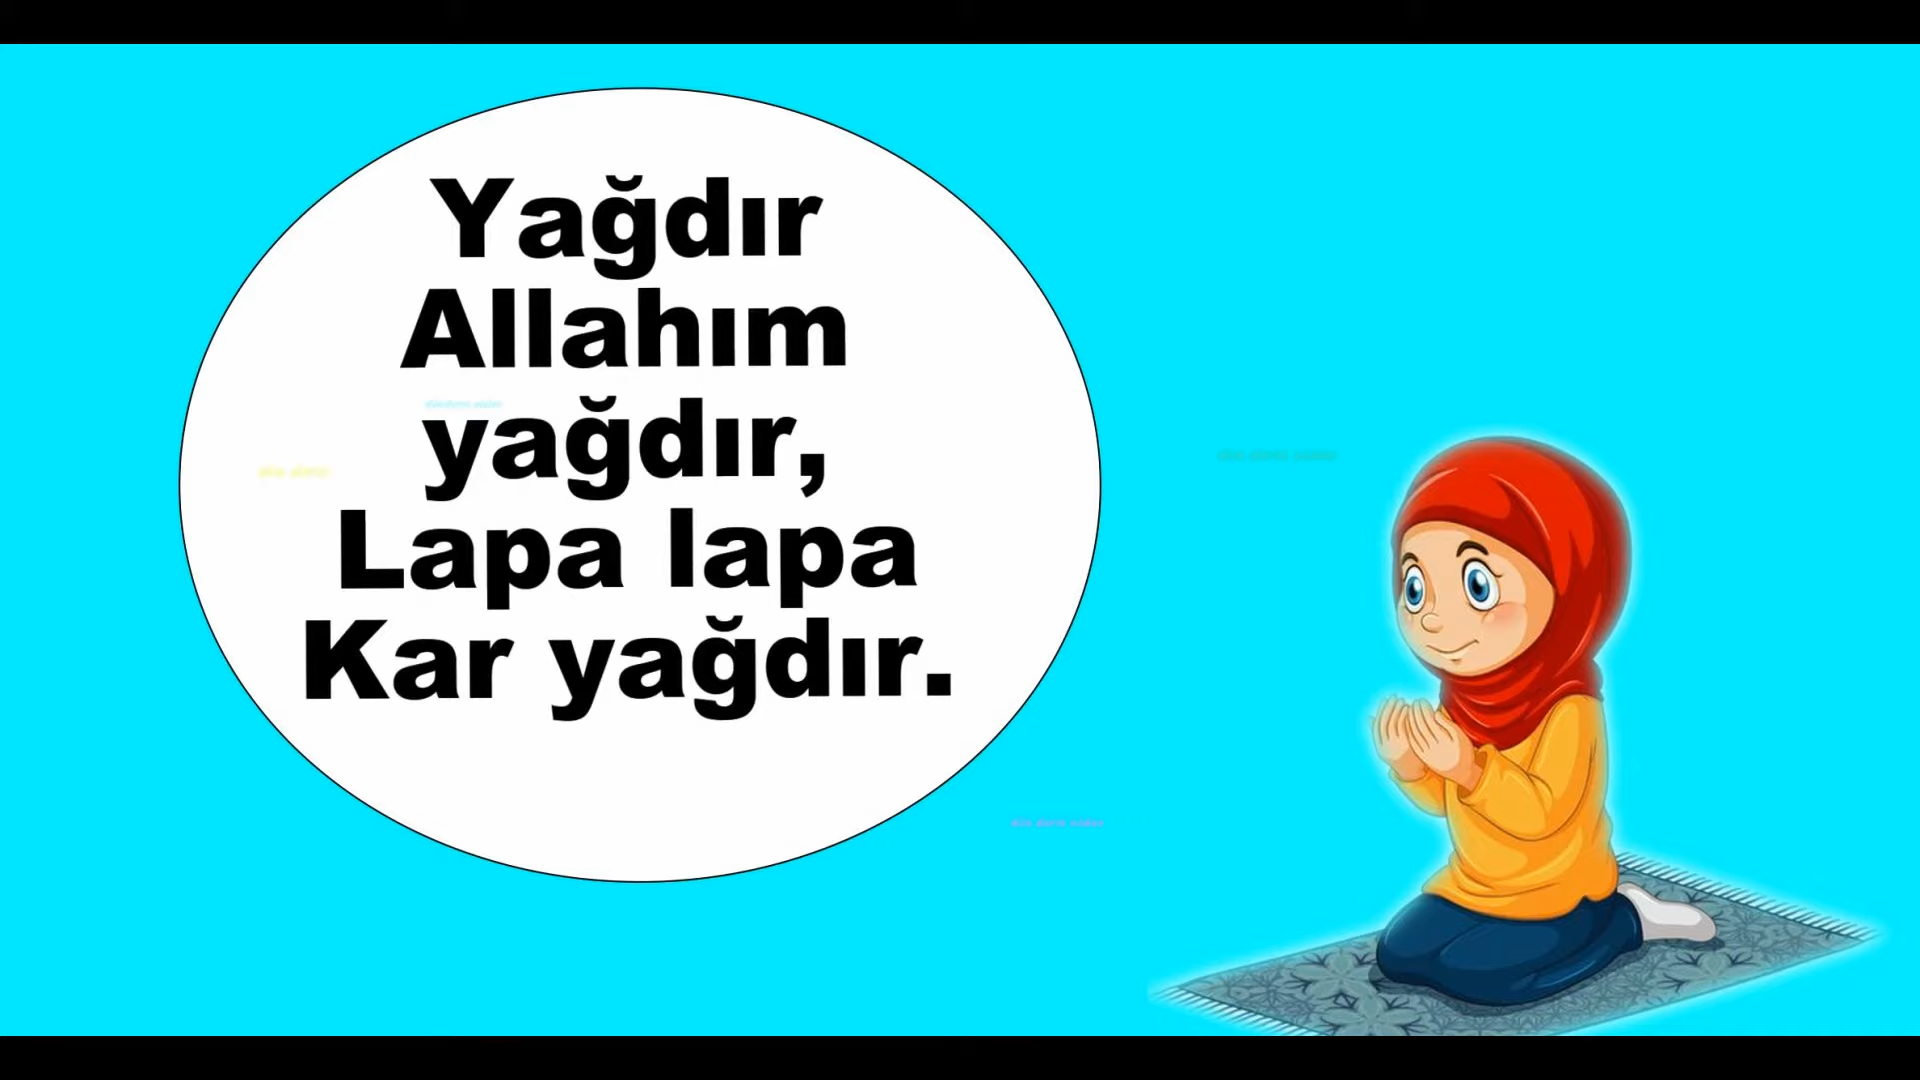 Yağdır
Allahım
yağdır,
Lapa lapa
Kar yağdır.